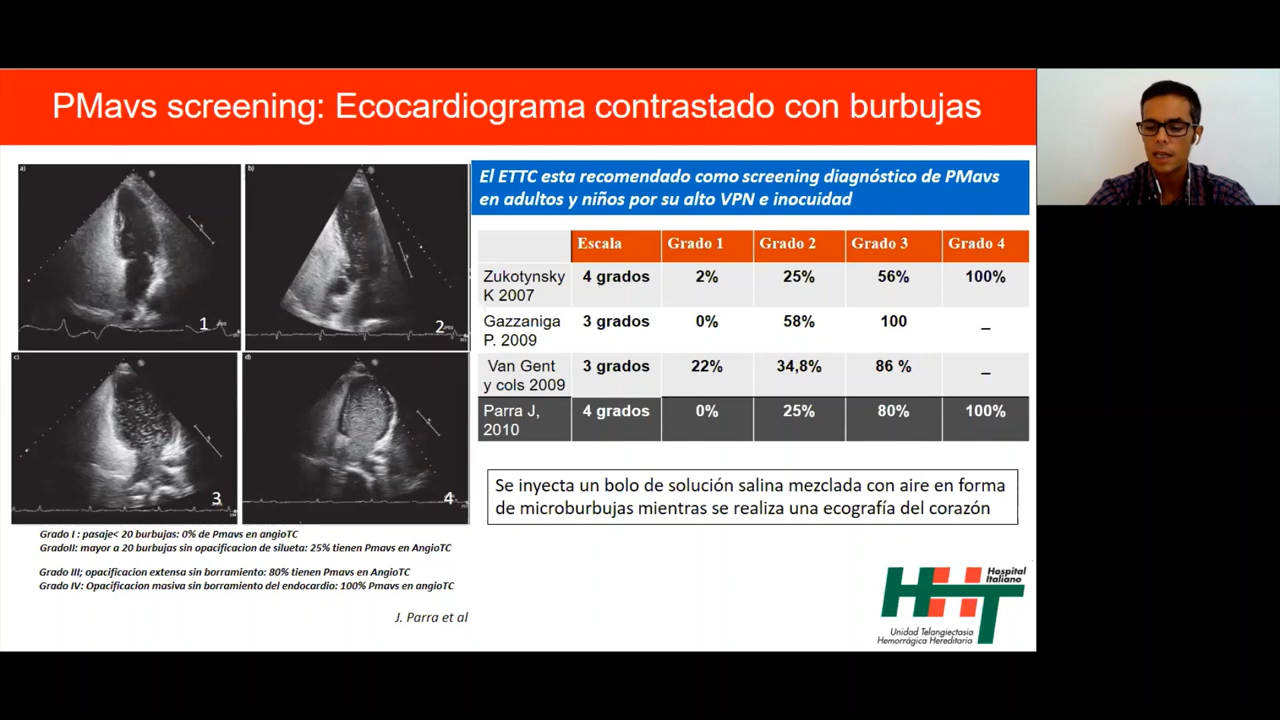 PMavs screening: Ecocardiograma contrastado con burbujas
a)
b)
1
2
c)
d)
3
4
El ETTC esta recomendado como screening diagnóstico de PMavs
en adultos y niños por su alto VPN e inocuidad
Escala Grado 1 Grado 2 Grado 3 Grado 4
Zukotynsky K 2007 4 grados 2% 25% 56% 100%
Gazzaniga P. 2009 3 grados 0% 58% 100 _
Van Gent y cols 2009 3 grados 22% 34,8% 86 % _
Parra J, 2010 4 grados 0% 25% 80% 100%
Se inyecta un bolo de solución salina mezclada con aire en forma
de microburbujas mientras se realiza una ecografía del corazón
Grado I : pasaje< 20 burbujas: 0% de Pmavs en angioTC
GradoII: mayor a 20 burbujas sin opacificacion de silueta: 25% tienen Pmavs en AngioTC
Grado III; opacificacion extensa sin borramiento: 80% tienen Pmavs en AngioTC
Grado IV: Opacificacion masiva sin borramiento del endocardio: 100% Pmavs en angioTC
J. Parra et al
HHT
Hospital
Italiano
Unidad Telangiectasia
Hemorrágica Hereditaria